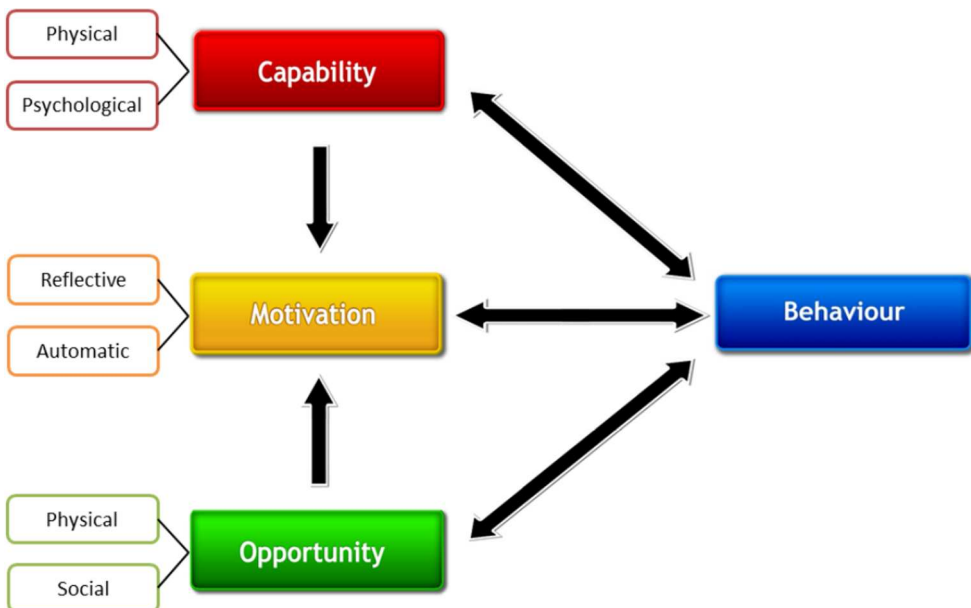 Physical
Psychological
Capability
Reflective
Automatic
Motivation
Behaviour
Physical
Social
Opportunity